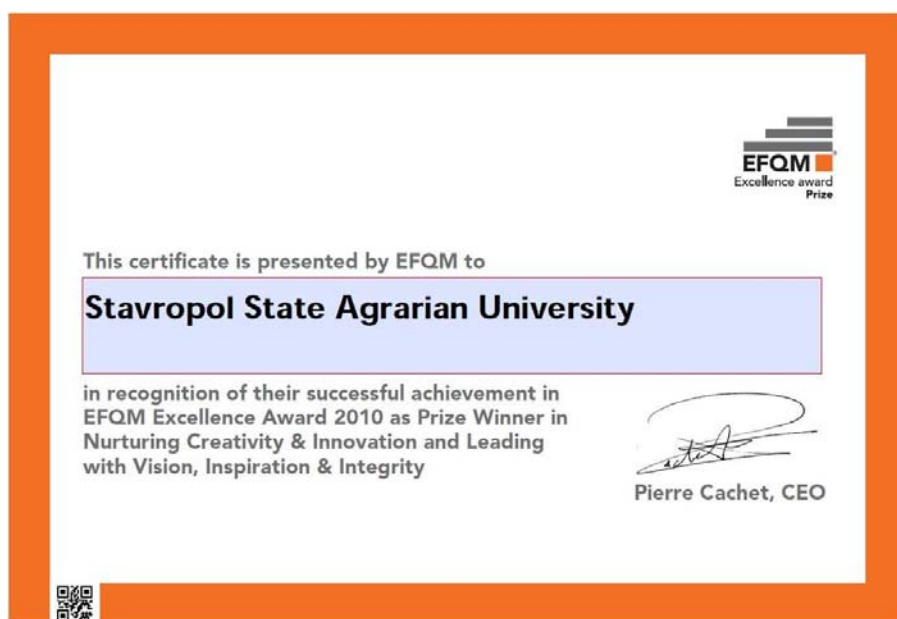 EFQM
Excellence award
Prize
This certificate is presented by EFQM to
Stavropol State Agrarian University
in recognition of their successful achievement in
EFQM Excellence Award 2010 as Prize Winner in
Nurturing Creativity & Innovation and Leading
with Vision, Inspiration & Integrity
Pierre Cachet, CEO